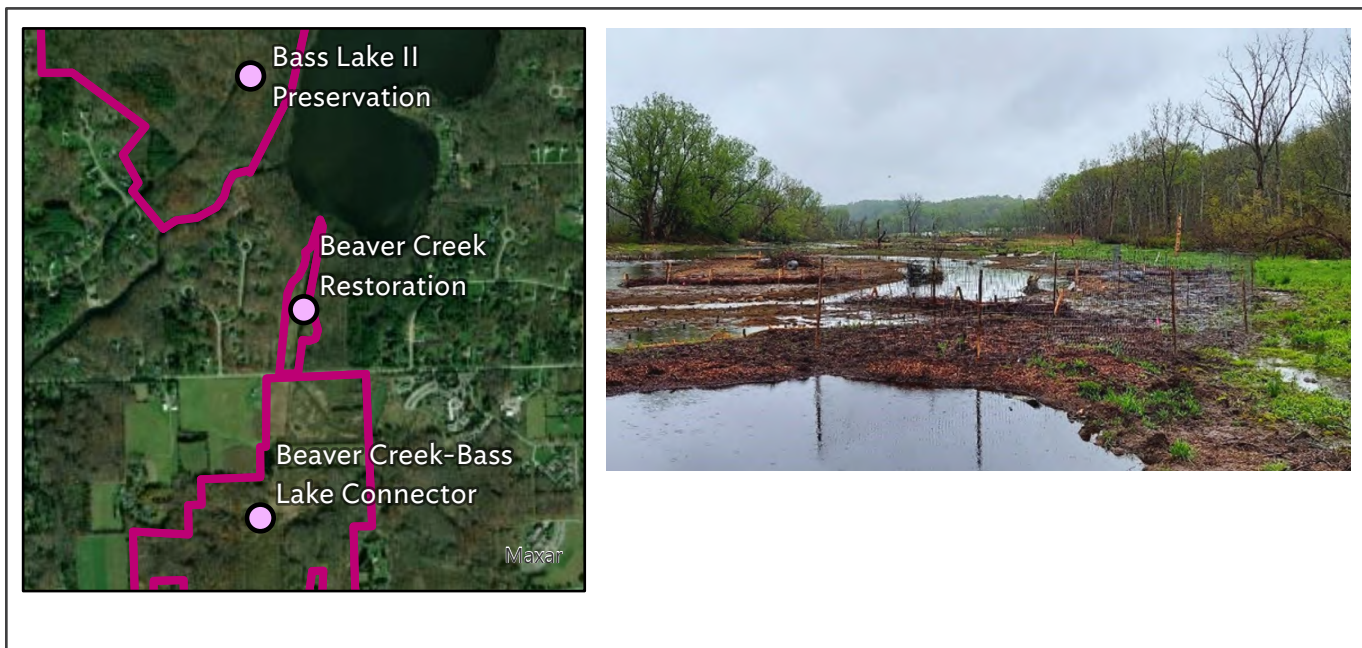 Bass Lake II
Preservation
Beaver Creek
Restoration
Beaver Creek-Bass
Lake Connector
Maxar